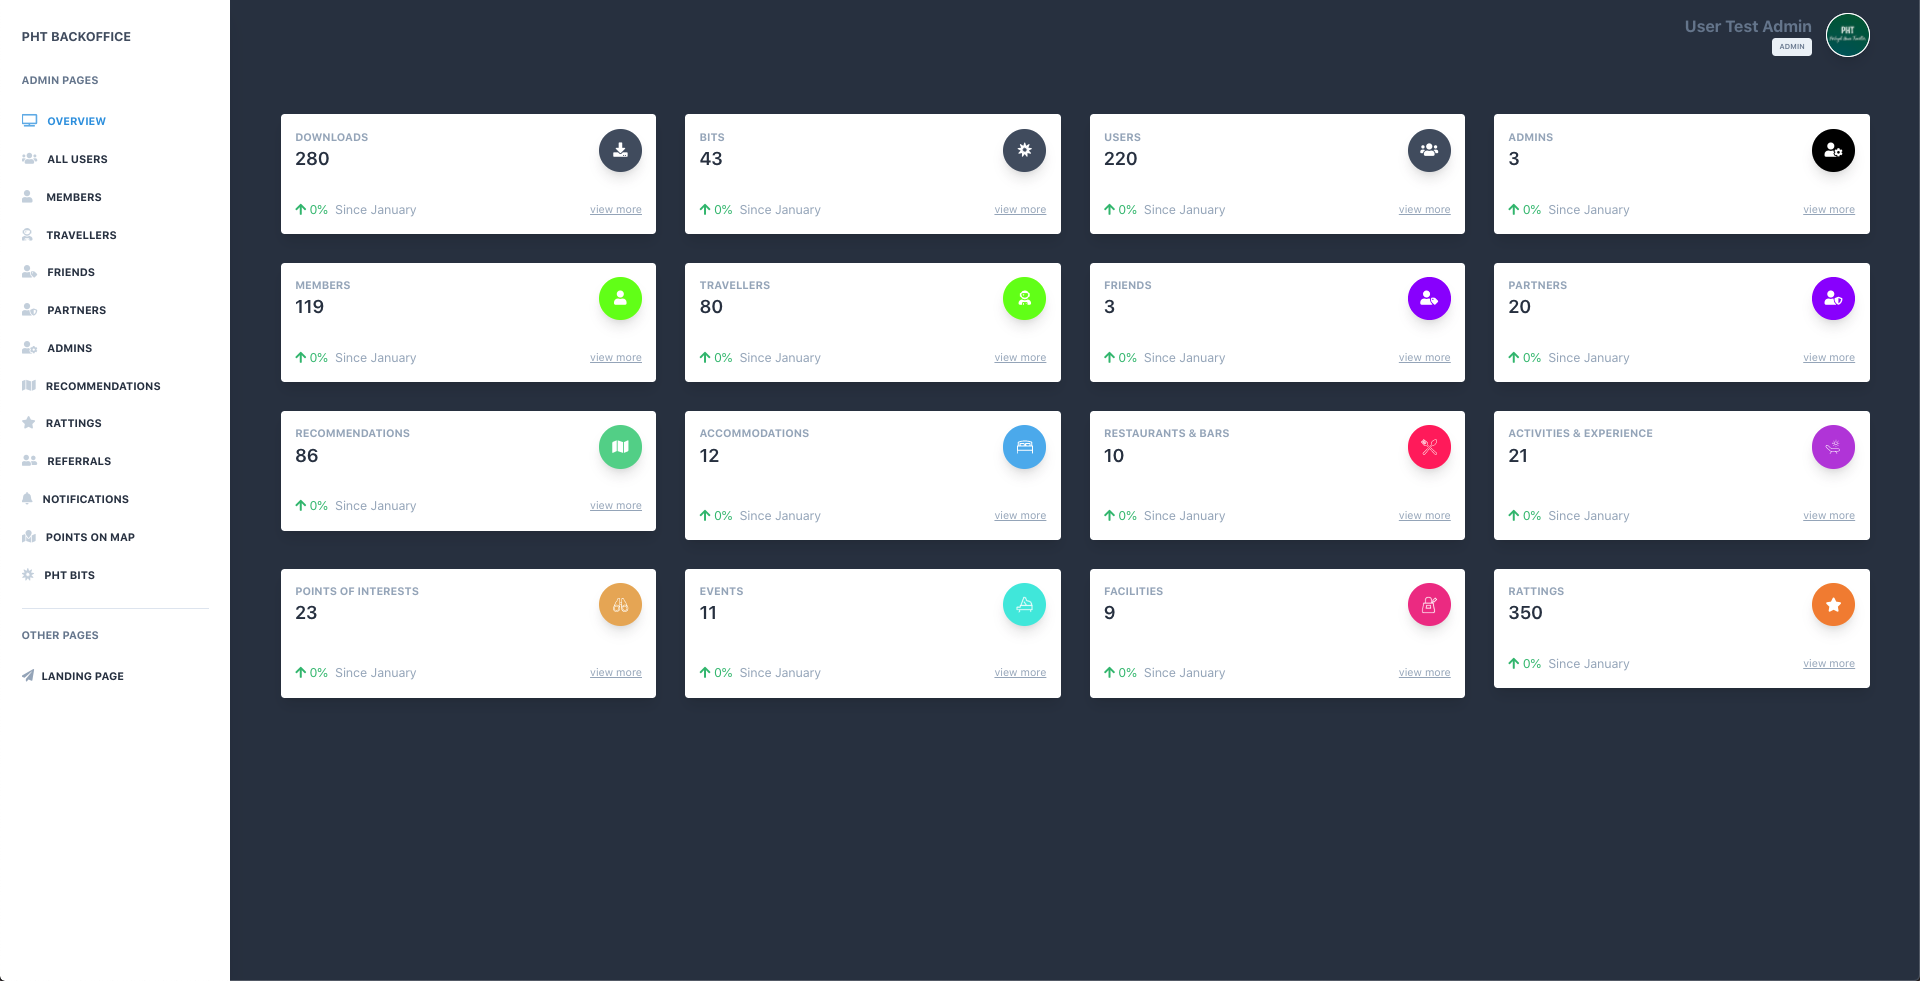 PHT BACKOFFICE
ADMIN PAGES
OVERVIEW
ALL USERS
MEMBERS
TRAVELLERS
FRIENDS
PARTNERS
ADMINS
RECOMMENDATIONS
RATTINGS
REFERRALS
NOTIFICATIONS
POINTS ON MAP
PHT BITS
OTHER PAGES
LANDING PAGE
User Test Admin
ADMIN
PHT
DOWNLOADS
280
0% Since January
view more
BITS
43
0% Since January
view more
USERS
220
0% Since January
view more
ADMINS
3
0% Since January
view more
MEMBERS
119
0% Since January
view more
TRAVELLERS
80
0% Since January
view more
FRIENDS
3
0% Since January
view more
PARTNERS
20
0% Since January
view more
RECOMMENDATIONS
86
0% Since January
view more
ACCOMMODATIONS
12
0% Since January
view more
RESTAURANTS & BARS
10
0% Since January
view more
ACTIVITIES & EXPERIENCE
21
0% Since January
view more
POINTS OF INTERESTS
23
0% Since January
view more
EVENTS
11
0% Since January
view more
FACILITIES
9
0% Since January
view more
RATTINGS
350
0% Since January
view more